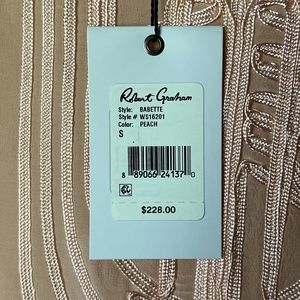 Robert Graham
Style: BABETTE
Style # WS16201
Color: PEACH
S
8 89066 24137 0
$228.00